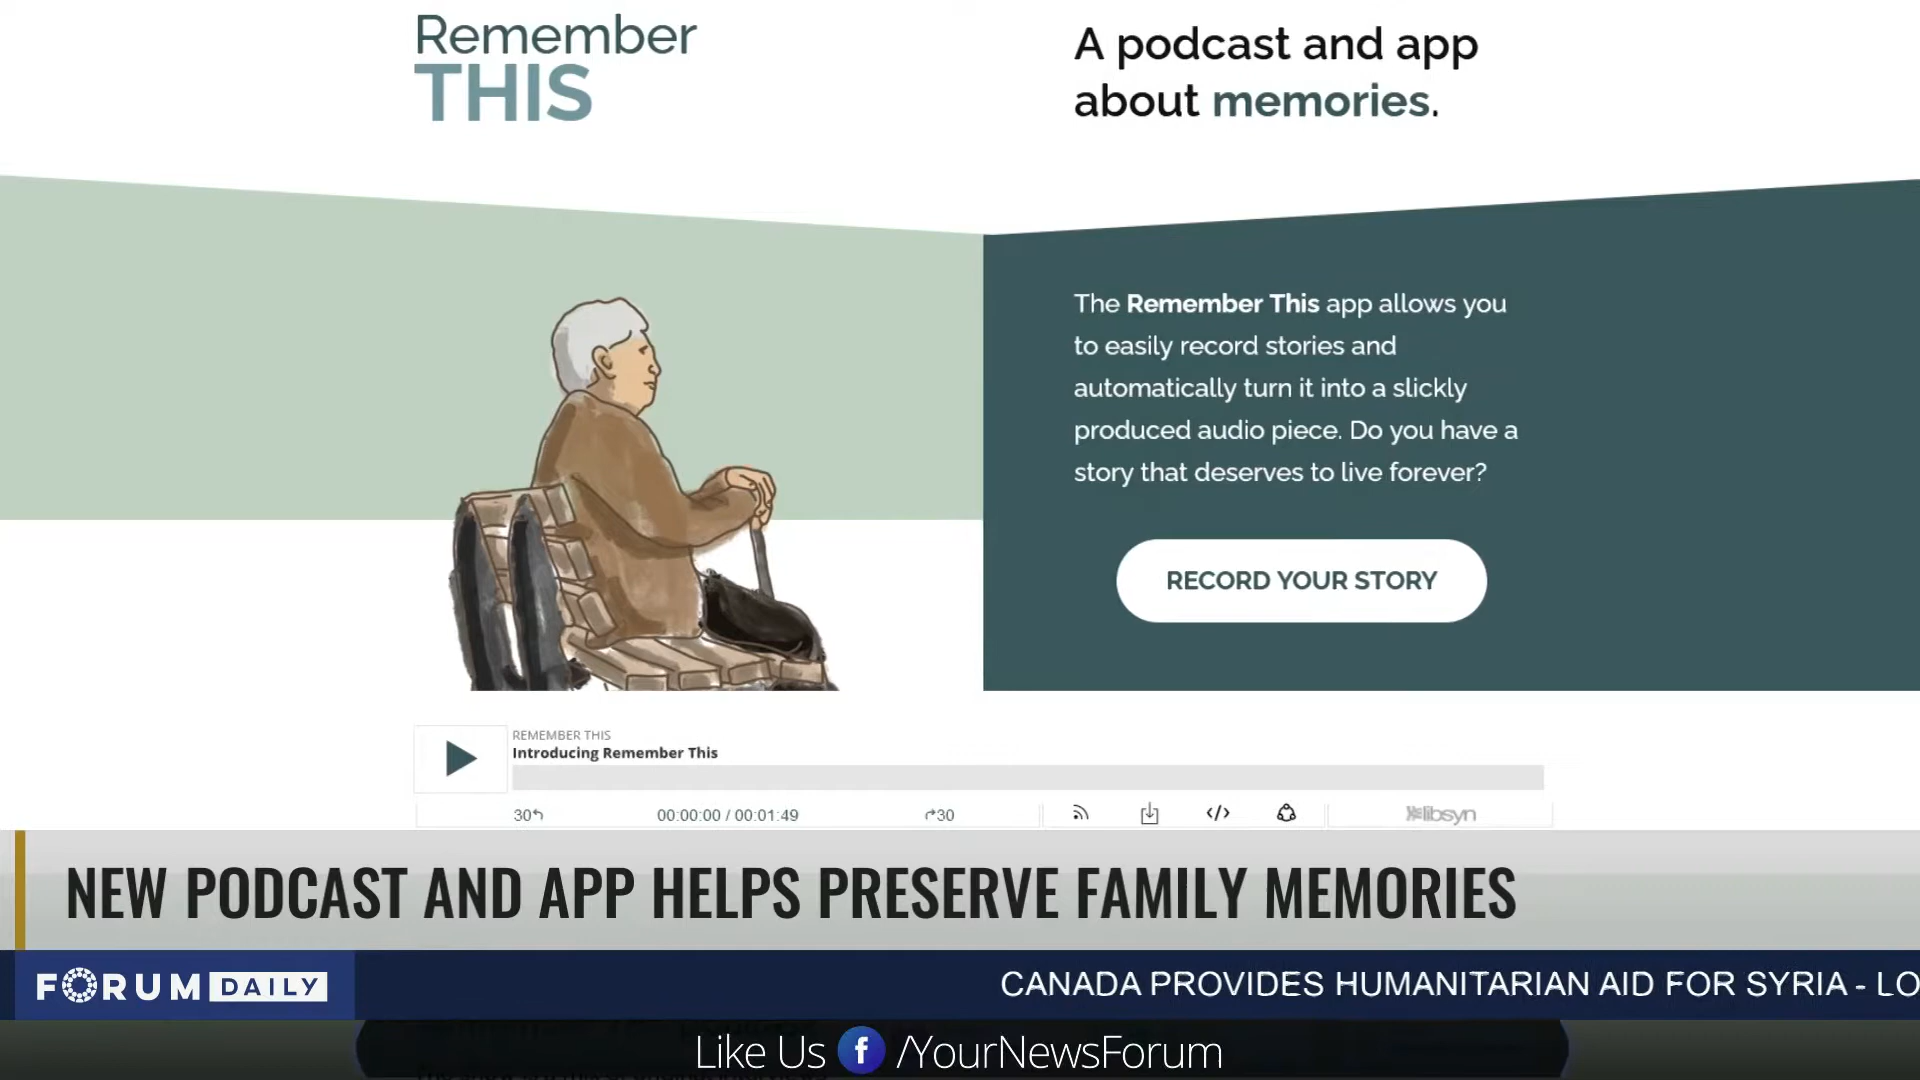 Remember
THIS
A podcast and app
about memories.
The Remember This app allows you
to easily record stories and
automatically turn it into a slickly
produced audio piece. Do you have a
story that deserves to live forever?
RECORD YOUR STORY
REMEMBER THIS
Introducing Remember This
30
00:00:00 / 00:01:49
30
libsyn
NEW PODCAST AND APP HELPS PRESERVE FAMILY MEMORIES
FORUM DAILY
CANADA PROVIDES HUMANITARIAN AID FOR SYRIA - LO
Like Us f /YourNewsForum